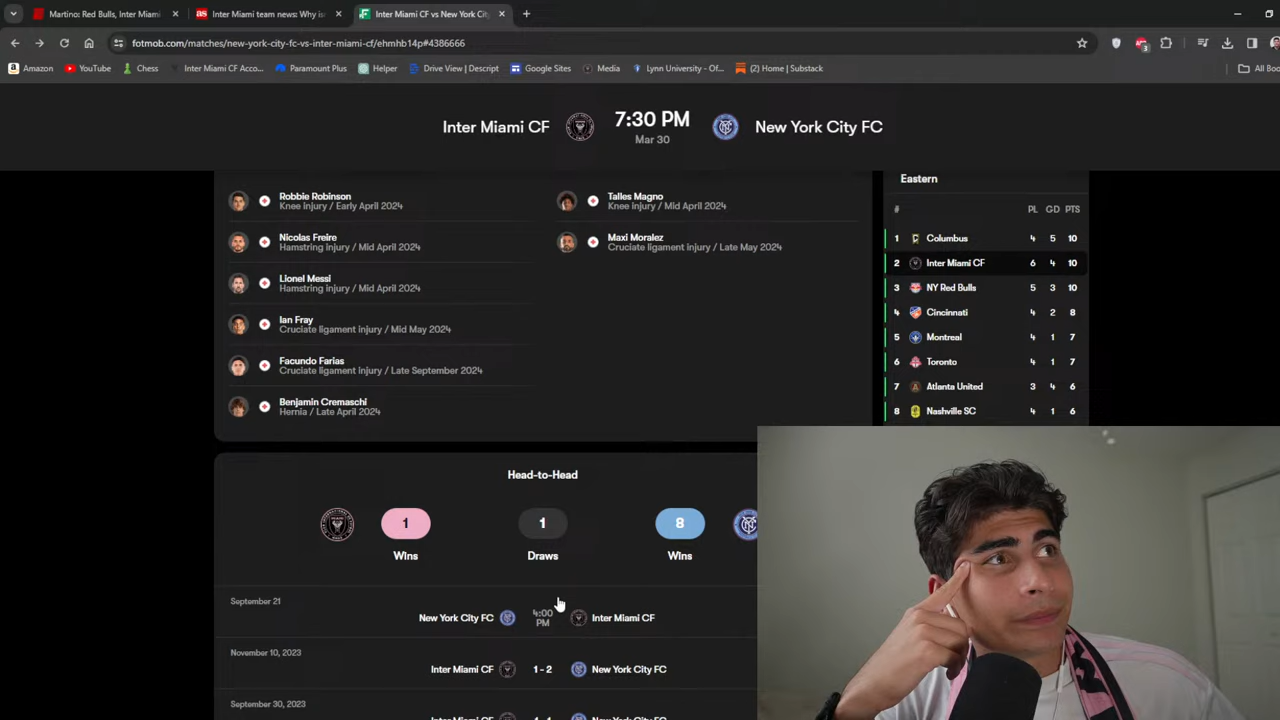 Martino: Red Bulls, Inter Miami
Inter Miami team news: Why is
Inter Miami CF vs New York City
fotmob.com/matches/new-york-city-fc-vs-inter-miami-cf/ehmhb14p#4386666
3
Amazon
YouTube
Chess
Inter Miami CF Acco...
Paramount Plus
Helper
Drive View | Descript
Google Sites
Media
Lynn University - Of...
(2) Home | Substack
All Boo
Inter Miami CF
7:30 PM
Mar 30
New York City FC
Robbie Robinson
Knee injury / Early April 2024
Talles Magno
Knee injury / Mid April 2024
Nicolas Freire
Hamstring injury / Mid April 2024
Maxi Moralez
Cruciate ligament injury / Late May 2024
Lionel Messi
Hamstring injury / Mid April 2024
Ian Fray
Cruciate ligament injury / Mid May 2024
Facundo Farias
Cruciate ligament injury / Late September 2024
Benjamin Cremaschi
Hernia / Late April 2024
Eastern
# PL GD PTS
1 Columbus 4 5 10
2 Inter Miami CF 6 4 10
3 NY Red Bulls 5 3 10
4 Cincinnati 4 2 8
5 Montreal 4 1 7
6 Toronto 4 1 7
7 Atlanta United 3 4 6
8 Nashville SC 4 1 6
Head-to-Head
1 1 8
Wins Draws Wins
September 21
New York City FC 4:00 PM Inter Miami CF
November 10, 2023
Inter Miami CF 1 - 2 New York City FC
September 30, 2023